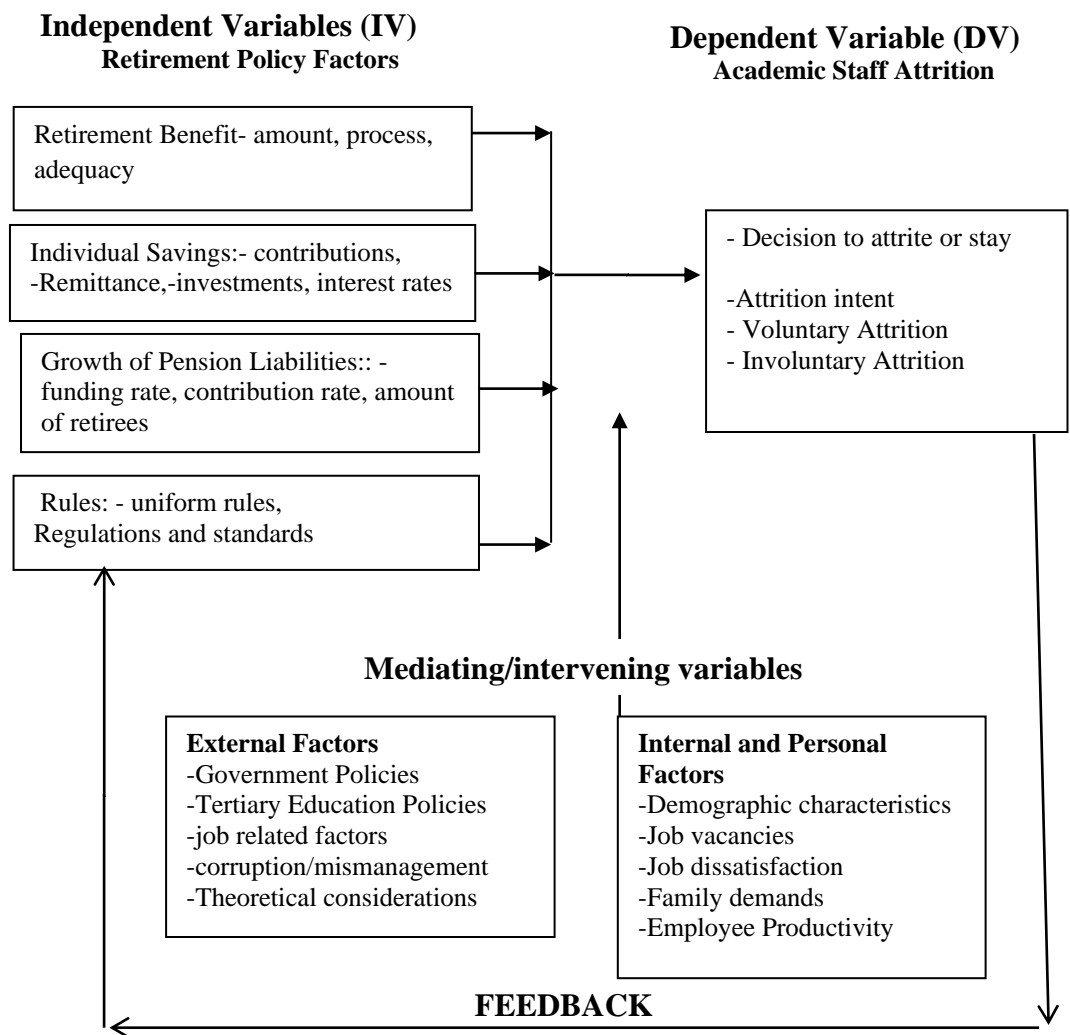 Independent Variables (IV)
Retirement Policy Factors
Dependent Variable (DV)
Academic Staff Attrition
Retirement Benefit- amount, process,
adequacy
Individual Savings:- contributions,
-Remittance,-investments, interest rates
Growth of Pension Liabilities:: -
funding rate, contribution rate, amount
of retirees
Rules: - uniform rules,
Regulations and standards
- Decision to attrite or stay
-Attrition intent
- Voluntary Attrition
- Involuntary Attrition
Mediating/intervening variables
External Factors
-Government Policies
-Tertiary Education Policies
-job related factors
-corruption/mismanagement
-Theoretical considerations
Internal and Personal
Factors
-Demographic characteristics
-Job vacancies
-Job dissatisfaction
-Family demands
-Employee Productivity
FEEDBACK